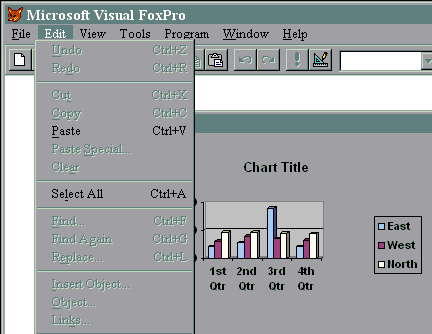 Microsoft Visual FoxPro
File Edit View Tools Program Window Help
Undo Ctrl+Z
Redo Ctrl+R
Cut Ctrl+X
Copy Ctrl+C
Paste Ctrl+V
Paste Special...
Clear
Select All Ctrl+A
Find... Ctrl+F
Find Again Ctrl+G
Replace... Ctrl+L
Insert Object...
Object...
Links...
Chart Title
East
West
North
1st 2nd 3rd 4th
Qtr Qtr Qtr Qtr